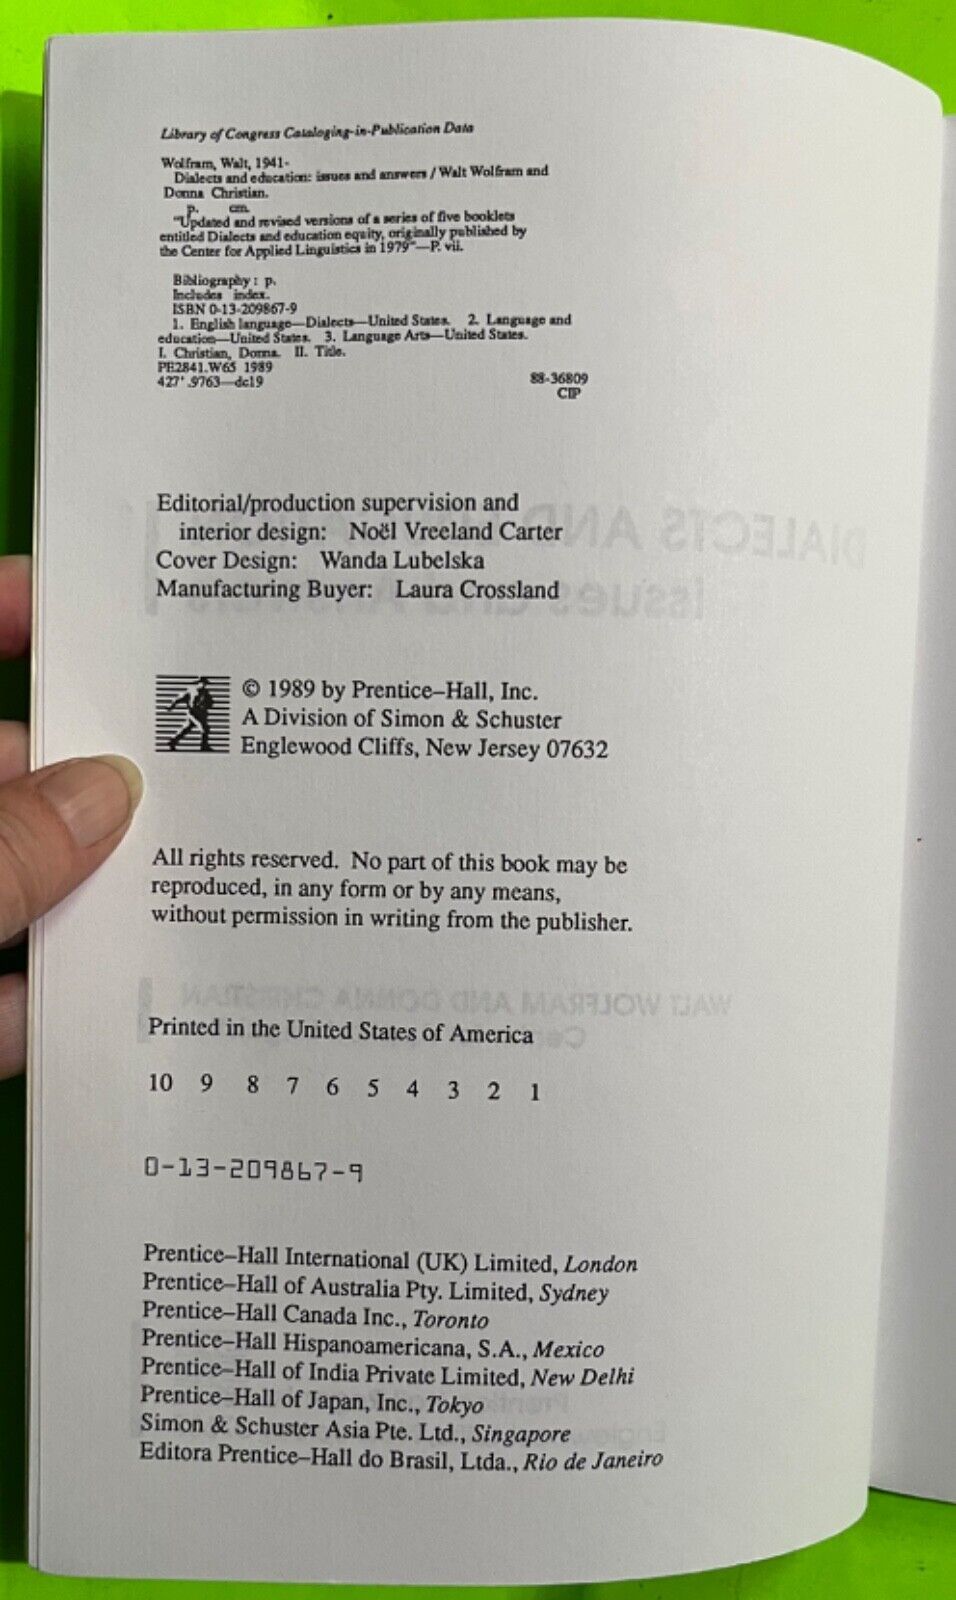 Library of Congress Cataloging-in-Publication Data
Wolfram, Walt, 1941-
Dialects and education: issues and answers / Walt Wolfram and
Donna Christian.
p. cm.
"Updated and revised versions of a series of five booklets
entitled Dialects and education equity, originally published by
the Center for Applied Linguistics in 1979"—P. vii.
Bibliography: p.
Includes index.
ISBN 0-13-209867-9
1. English language—Dialects—United States. 2. Language and
education—United States. 3. Language Arts—United States.
I. Christian, Donna. II. Title.
PE2841.W65 1989
427'.9763—dc19 88-36809
CIP
Editorial/production supervision and
interior design: Noël Vreeland Carter
Cover Design: Wanda Lubelska
Manufacturing Buyer: Laura Crossland
© 1989 by Prentice–Hall, Inc.
A Division of Simon & Schuster
Englewood Cliffs, New Jersey 07632
All rights reserved. No part of this book may be
reproduced, in any form or by any means,
without permission in writing from the publisher.
Printed in the United States of America
10 9 8 7 6 5 4 3 2 1
0-13-209867-9
Prentice–Hall International (UK) Limited, London
Prentice–Hall of Australia Pty. Limited, Sydney
Prentice–Hall Canada Inc., Toronto
Prentice–Hall Hispanoamericana, S.A., Mexico
Prentice–Hall of India Private Limited, New Delhi
Prentice–Hall of Japan, Inc., Tokyo
Simon & Schuster Asia Pte. Ltd., Singapore
Editora Prentice–Hall do Brasil, Ltda., Rio de Janeiro